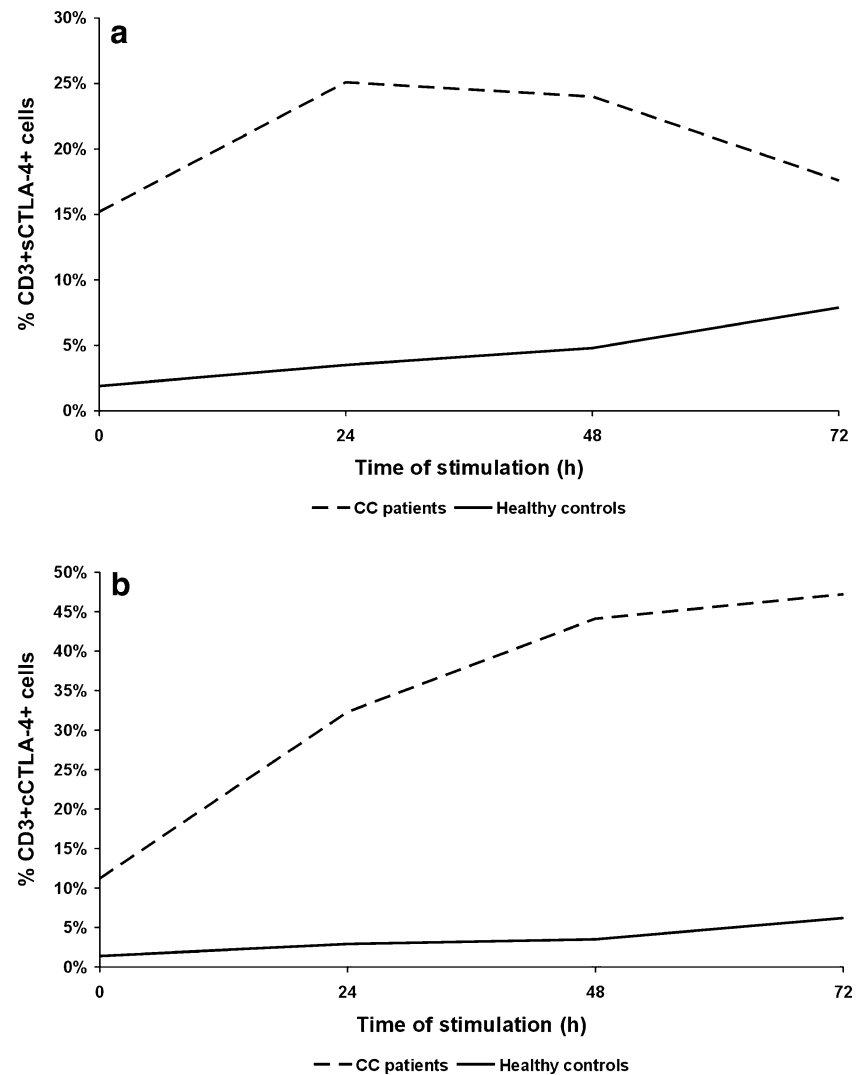 a
30%
25%
20%
15%
10%
5%
0%
% CD3+sCTLA-4+ cells
0 24 48 72
Time of stimulation (h)
CC patients Healthy controls
b
50%
45%
40%
35%
30%
25%
20%
15%
10%
5%
0%
% CD3+cCTLA-4+ cells
0 24 48 72
Time of stimulation (h)
CC patients Healthy controls